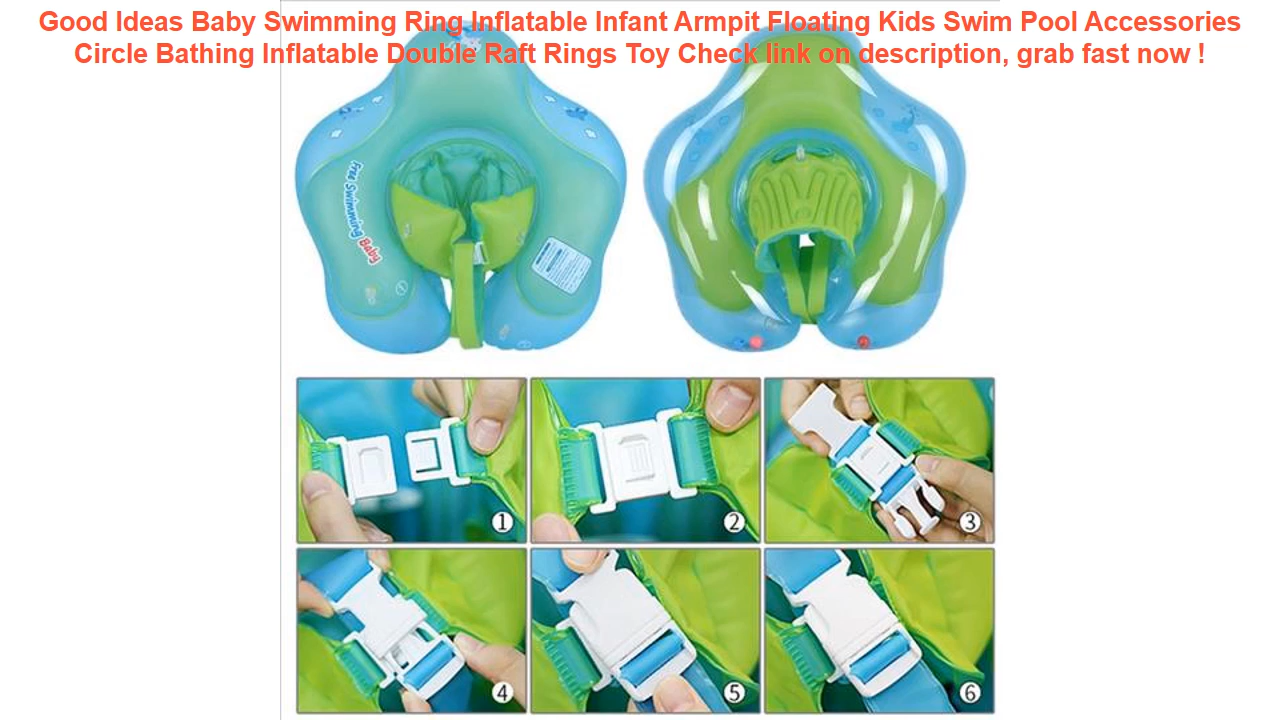 Good Ideas Baby Swimming Ring Inflatable Infant Armpit Floating Kids Swim Pool Accessories
Circle Bathing Inflatable Double Raft Rings Toy Check link on description, grab fast now !
Free Swimming Baby
1
2
3
4
5
6